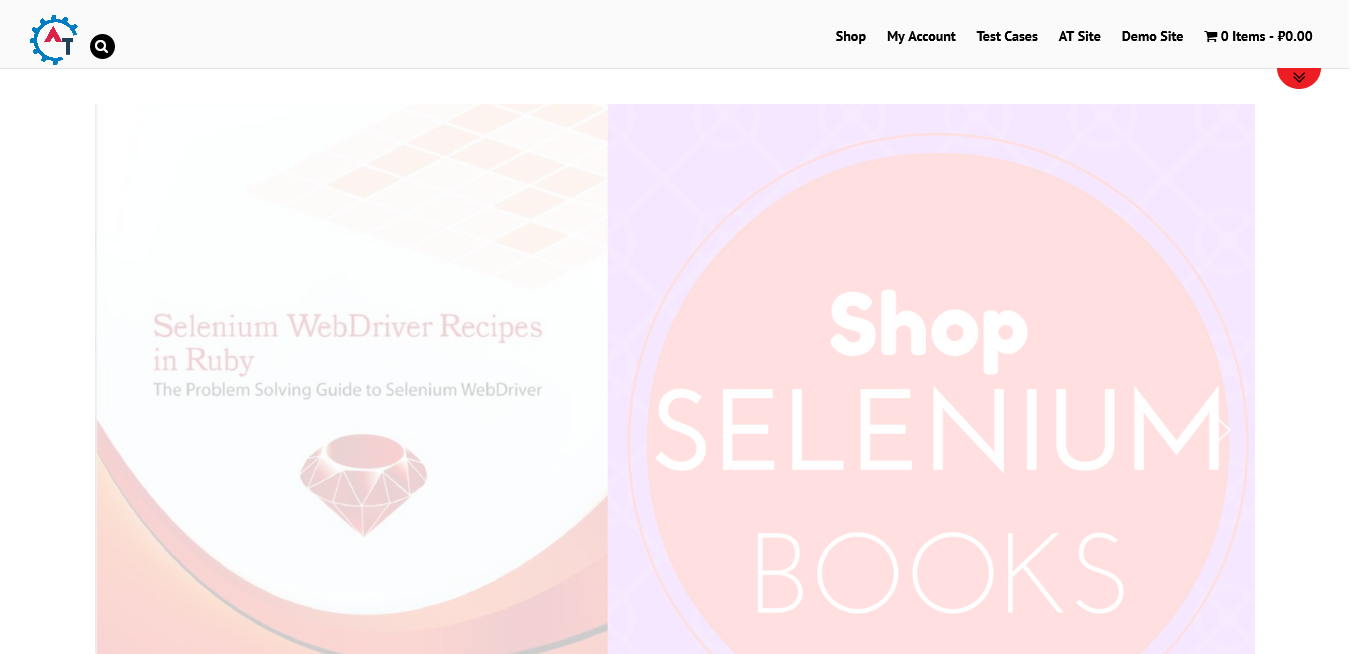 AT
Shop My Account Test Cases AT Site Demo Site 0 Items - ₽0.00
Selenium WebDriver Recipes
in Ruby
The Problem Solving Guide to Selenium WebDriver
Shop
SELENIUM
BOOKS